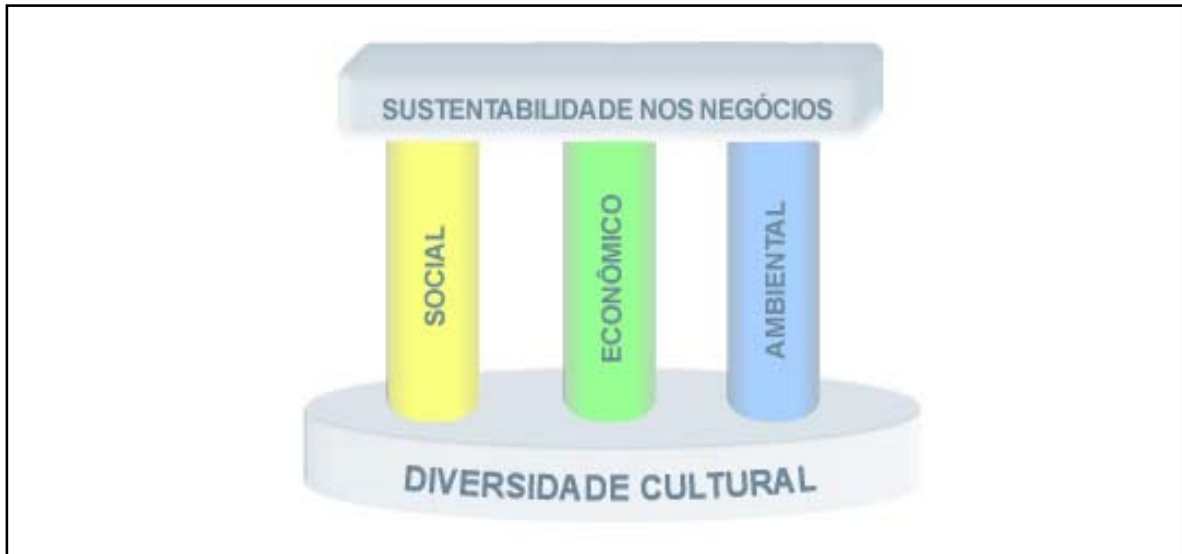 SUSTENTABILIDADE NOS NEGÓCIOS
SOCIAL
ECONÔMICO
AMBIENTAL
DIVERSIDADE CULTURAL